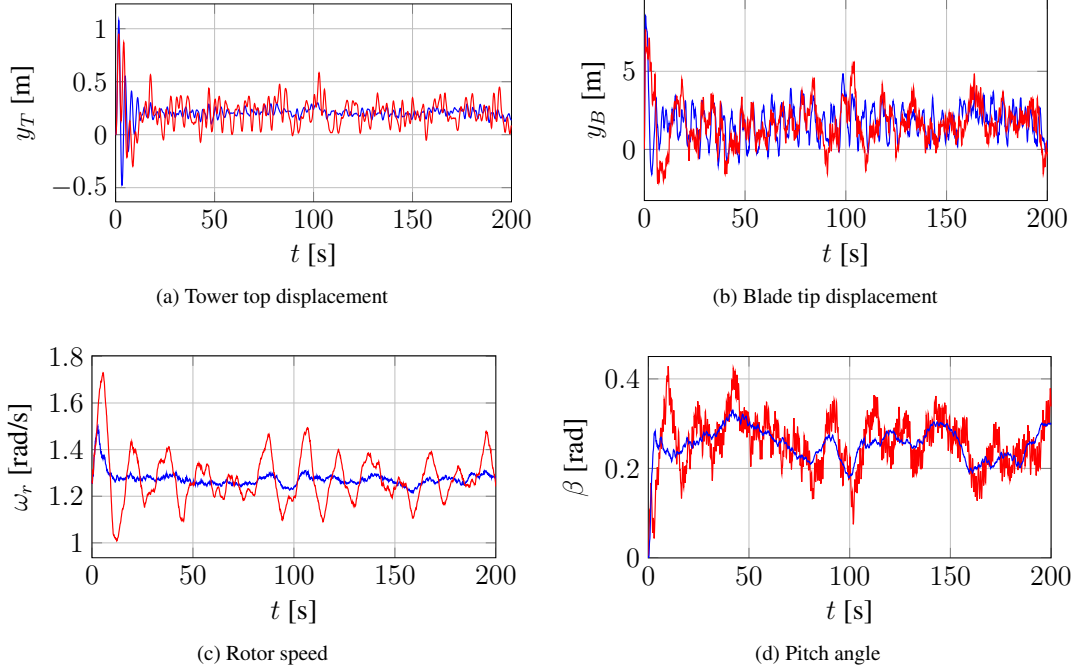 1
0.5
0
−0.5
y_T [m]
0 50 100 150 200
t [s]
(a) Tower top displacement
5
0
y_B [m]
0 50 100 150 200
t [s]
(b) Blade tip displacement
1.8
1.6
1.4
1.2
1
ω_r [rad/s]
0 50 100 150 200
t [s]
(c) Rotor speed
0.4
0.2
0
β [rad]
0 50 100 150 200
t [s]
(d) Pitch angle